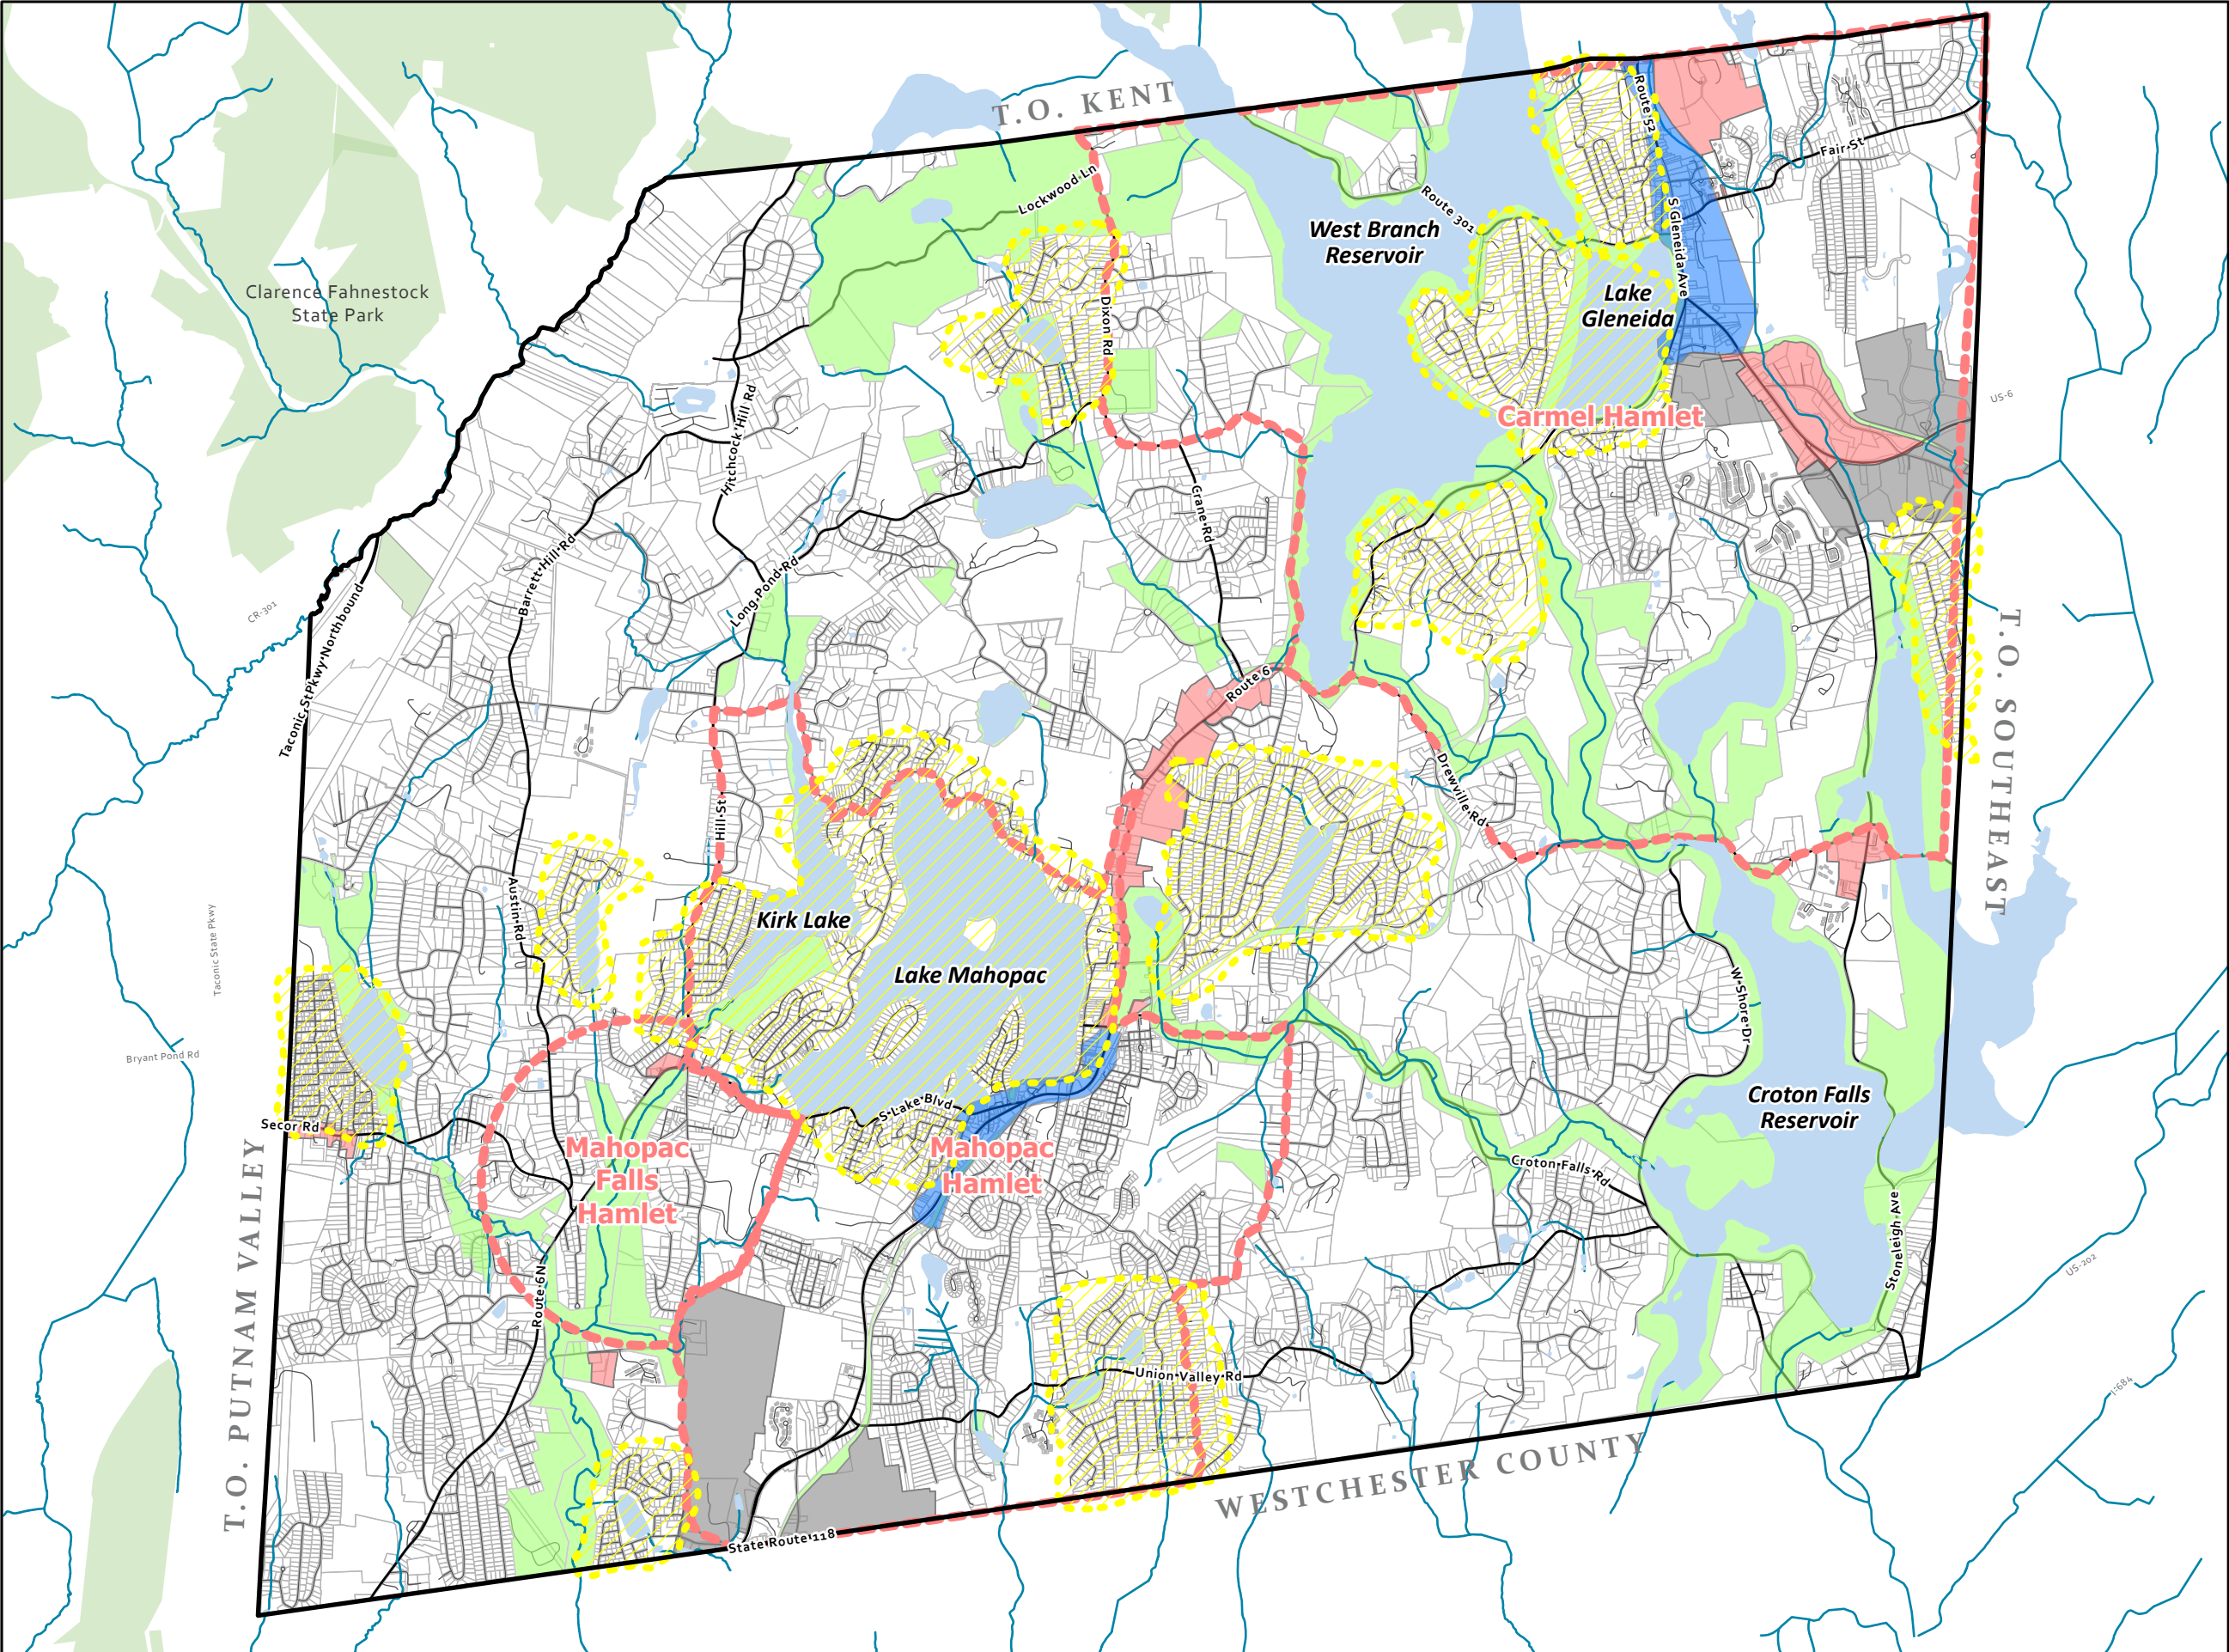 T.O. KENT
Route 52
Fair St
Lockwood Ln
Route 301
S Gleneida Ave
West Branch
Reservoir
Clarence Fahnestock
State Park
Lake
Gleneida
Dixon Rd
US-6
Carmel Hamlet
Hitchcock Hill Rd
Crane Rd
Barrett Hill Rd
Long Pond Rd
CR-301
Taconic St Pkwy Northbound
T.O. SOUTHEAST
Route 6
Drewville Rd
Hill St
Austin Rd
Kirk Lake
Taconic State Pkwy
Lake Mahopac
W Shore Dr
Bryant Pond Rd
Croton Falls
Reservoir
S Lake Blvd
Secor Rd
Mahopac
Falls
Hamlet
Mahopac
Hamlet
Croton Falls Rd
T.O. PUTNAM VALLEY
Stoneleigh Ave
US-202
Route 6N
Union Valley Rd
I-684
WESTCHESTER COUNTY
State Route 118